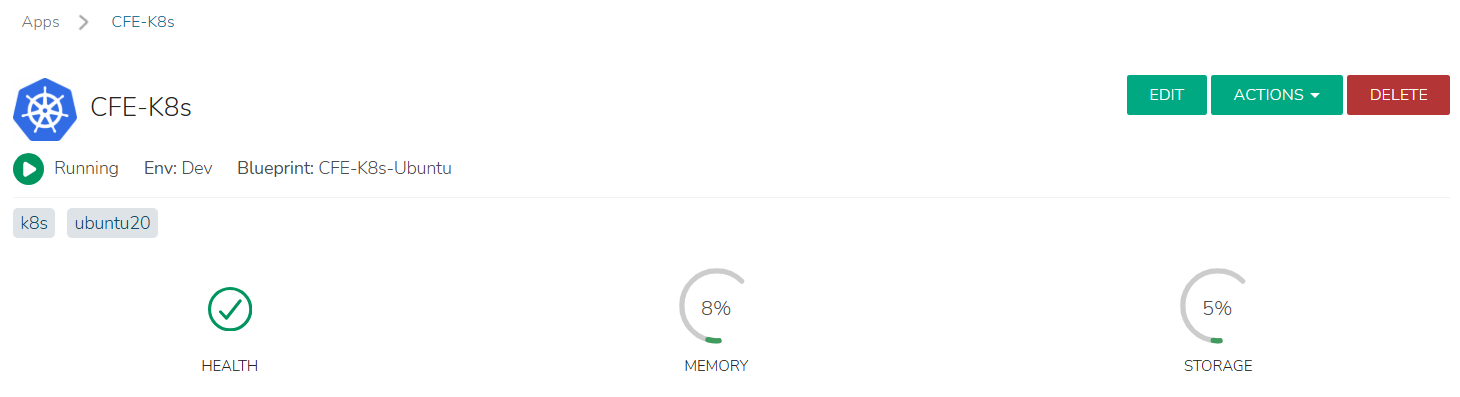 Apps CFE-K8s
CFE-K8s
EDIT ACTIONS DELETE
Running Env: Dev Blueprint: CFE-K8s-Ubuntu
k8s ubuntu20
8% 5%
HEALTH MEMORY STORAGE